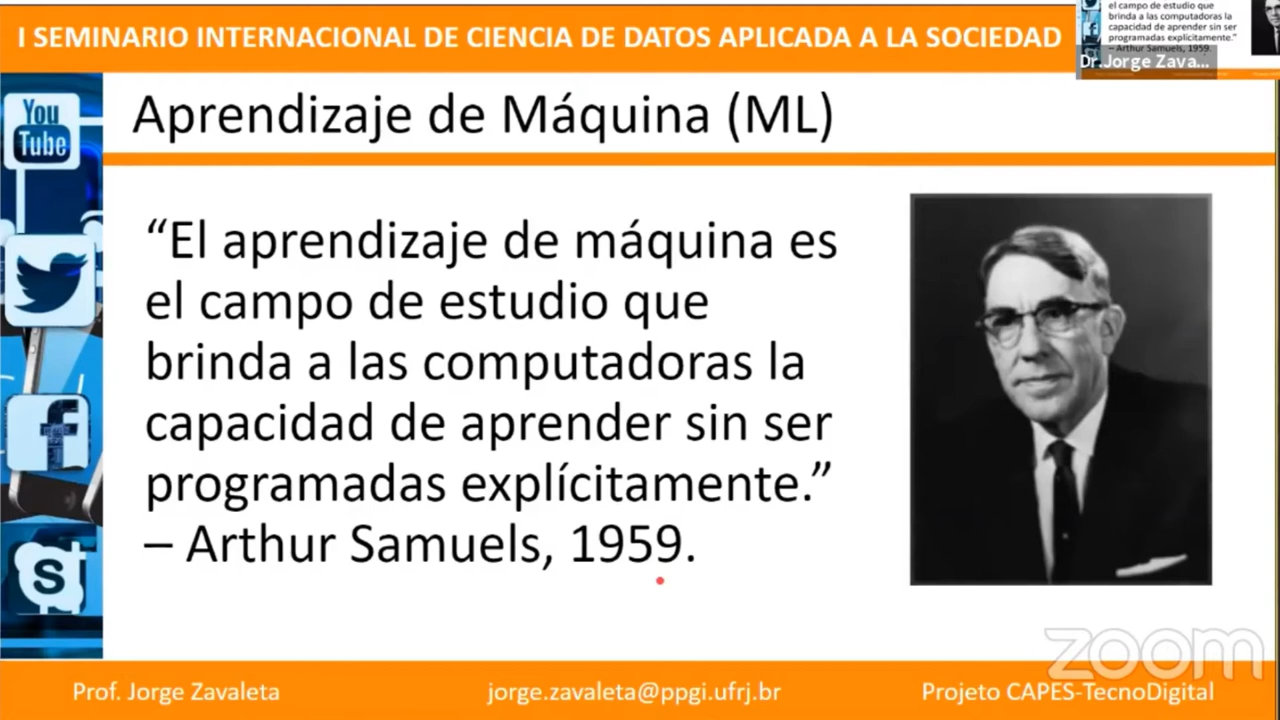 I SEMINARIO INTERNACIONAL DE CIENCIA DE DATOS APLICADA A LA SOCIEDAD
el campo de estudio que
brinda a las computadoras la
capacidad de aprender sin ser
programadas explícitamente.”
– Arthur Samuels, 1959.
Dr.Jorge Zava...
Aprendizaje de Máquina (ML)
You
Tube
“El aprendizaje de máquina es
el campo de estudio que
brinda a las computadoras la
capacidad de aprender sin ser
programadas explícitamente.”
– Arthur Samuels, 1959.
f
S
zoom
Prof. Jorge Zavaleta
jorge.zavaleta@ppgi.ufrj.br
Projeto CAPES-TecnoDigital